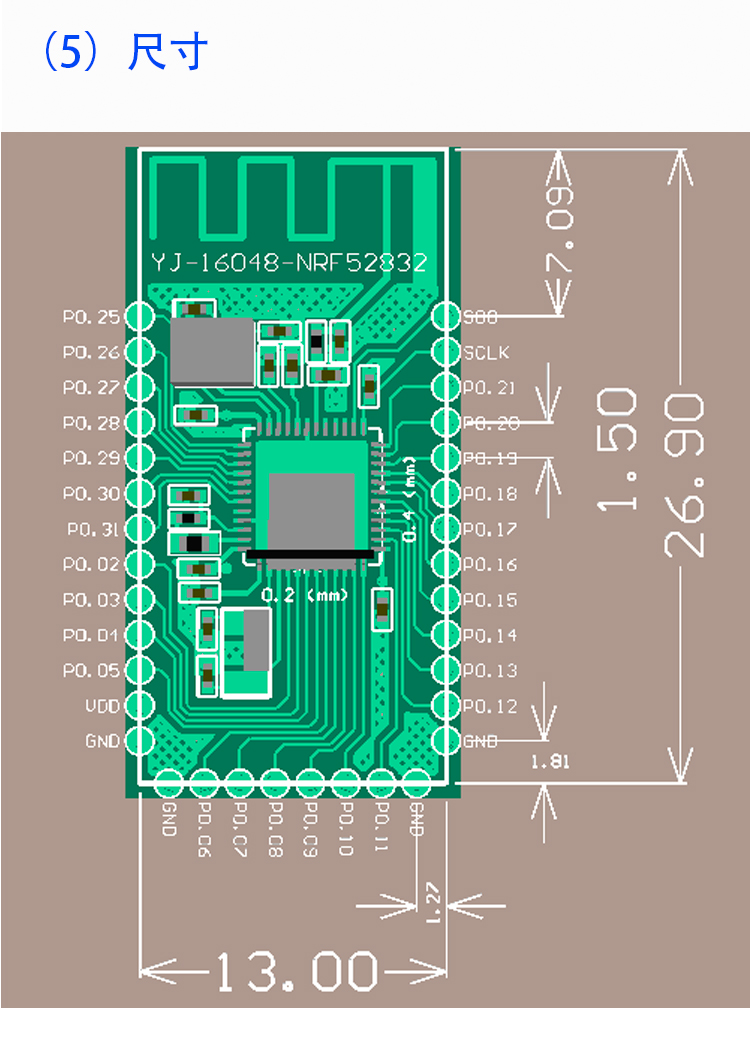 （5）尺寸
7.09
YJ-16048-NRF52832
P0.25
SCLK
P0.26
P0.27
P0.21
P0.28
P0.20
P0.29
P0.19
1.50
26.90
P0.30
P0.18
0.4 (mm)
P0.31
P0.17
P0.02
P0.16
P0.03
0.2 (mm)
P0.15
P0.04
P0.14
P0.05
P0.13
VDD
P0.12
GND
GND
1.81
GND
P0.06
P0.07
P0.08
P0.09
P0.10
P0.11
GND
1.27
13.00